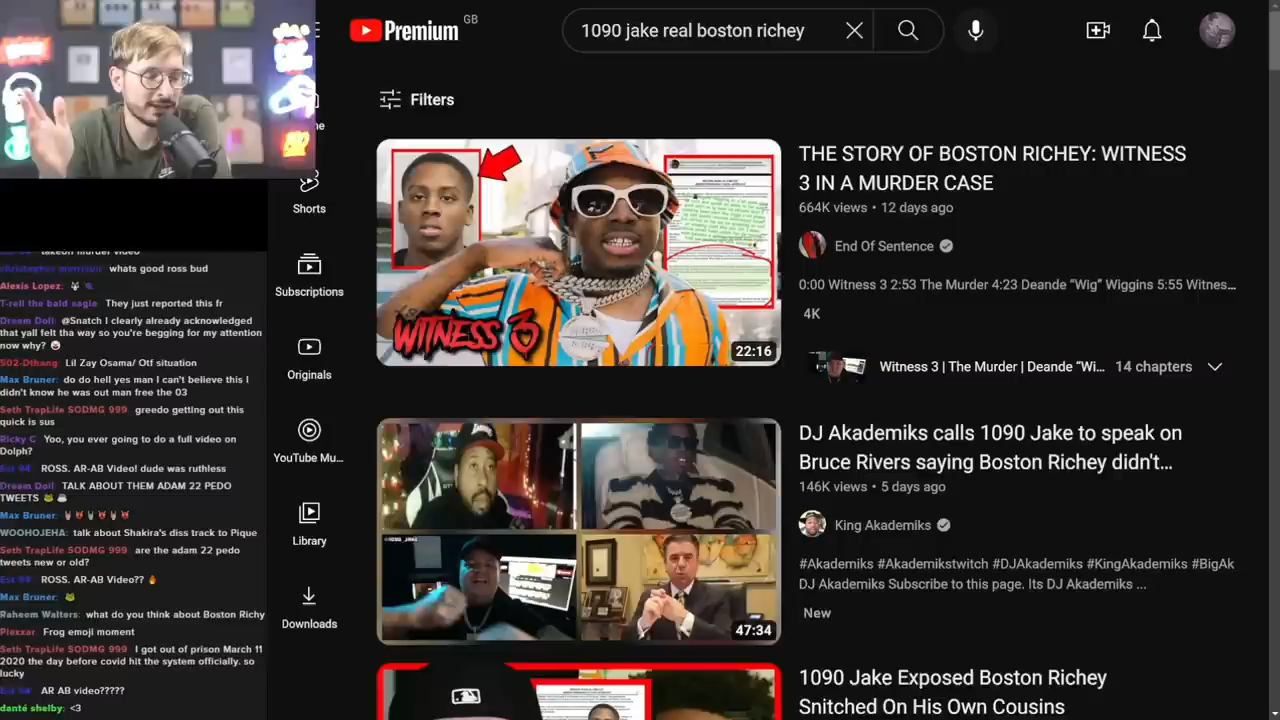 Premium
GB
1090 jake real boston richey
Filters
Shorts
Subscriptions
Originals
YouTube Mu...
Library
Downloads
WITNESS 3
22:16
THE STORY OF BOSTON RICHEY: WITNESS
3 IN A MURDER CASE
664K views • 12 days ago
End Of Sentence
0:00 Witness 3 2:53 The Murder 4:23 Deande “Wig” Wiggins 5:55 Witnes...
4K
Witness 3 | The Murder | Deande “Wi...
14 chapters
47:34
DJ Akademiks calls 1090 Jake to speak on
Bruce Rivers saying Boston Richey didn't...
146K views • 5 days ago
King Akademiks
#Akademiks #Akademikstwitch #DJAkademiks #KingAkademiks #BigAk
DJ Akademiks Subscribe to this page. Its DJ Akademiks ...
New
1090 Jake Exposed Boston Richey
Snitched On His Own Cousins
whats good ross bud
Alexis Lopez:
T-rell the bald eagle They just reported this fr
Dream Doll: @Snatch I clearly already acknowledged
that yall felt tha way so you're begging for my attention
now why?
502-Dthang: Lil Zay Osama/ Otf situation
Max Bruner: do do hell yes man I can't believe this I
didn't know he was out man free the 03
Seth TrapLife SODMG 999: greedo getting out this
quick is sus
Ricky C Yoo, you ever going to do a full video on
Dolph?
Est 94: ROSS. AR-AB Video! dude was ruthless
Dream Doll: TALK ABOUT THEM ADAM 22 PEDO
TWEETS
Max Bruner:
WOOHOJEHA: talk about Shakira's diss track to Pique
Seth TrapLife SODMG 999: are the adam 22 pedo
tweets new or old?
Est 94: ROSS. AR-AB Video??
Max Bruner:
Raheem Walters: what do you think about Boston Richy
Plexxar: Frog emoji moment
Seth TrapLife SODMG 999: I got out of prison March 11
2020 the day before covid hit the system officially. so
lucky
Est 94: AR AB video?????
danté shelby: <3